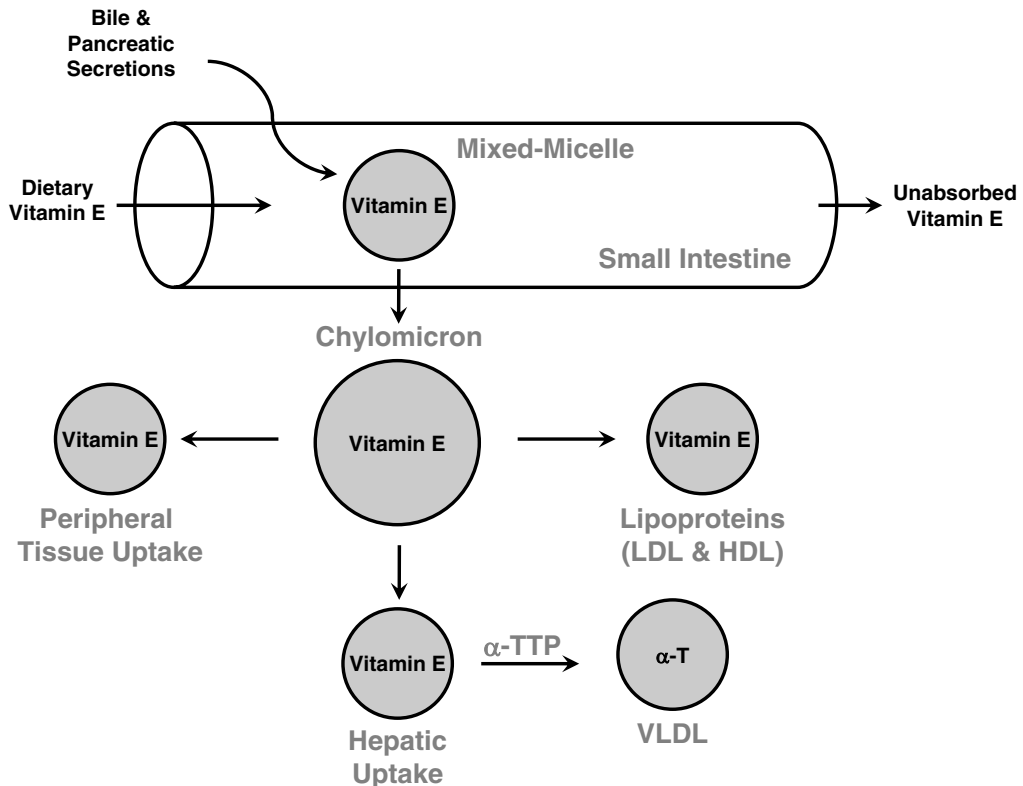 Bile &
Pancreatic
Secretions
Mixed-Micelle
Dietary
Vitamin E
Vitamin E
Unabsorbed
Vitamin E
Small Intestine
Chylomicron
Vitamin E
Vitamin E
Vitamin E
Peripheral
Tissue Uptake
Lipoproteins
(LDL & HDL)
Vitamin E
α-TTP
α-T
Hepatic
Uptake
VLDL